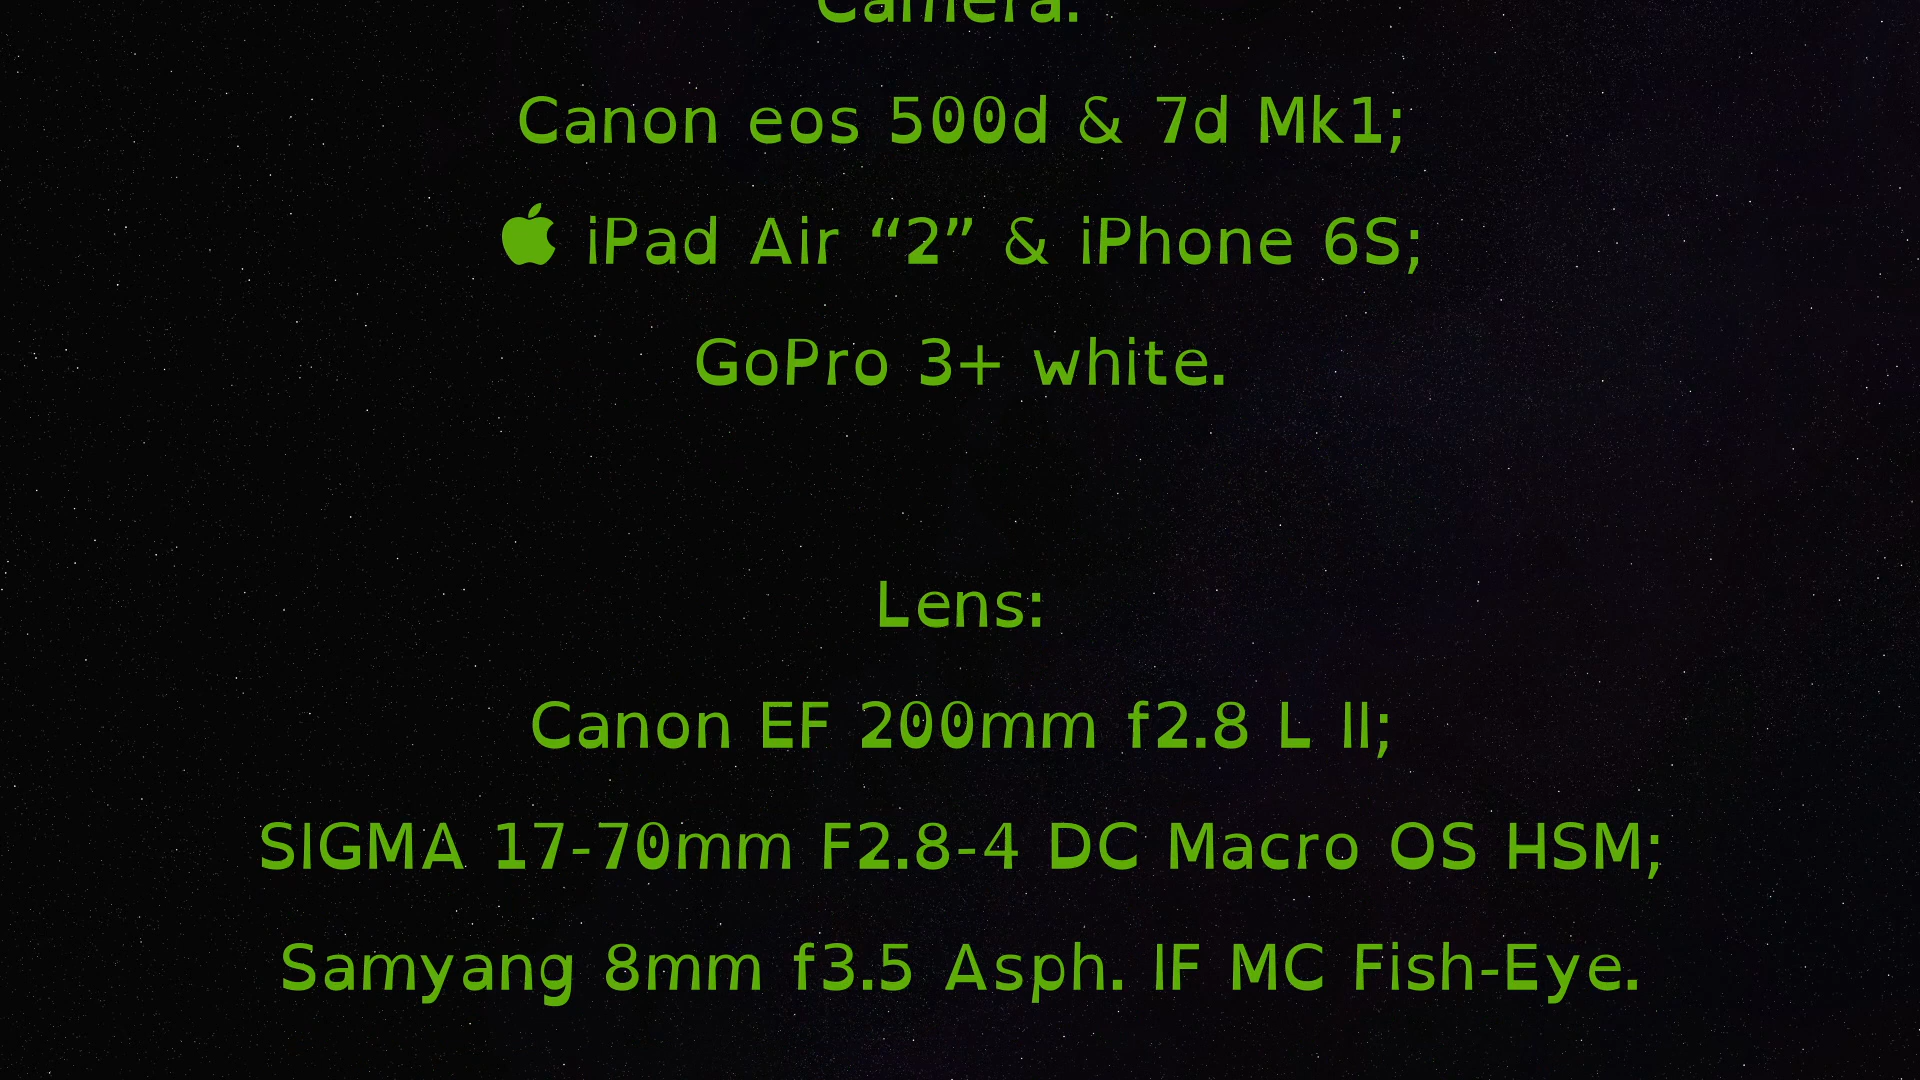 Camera:
Canon eos 500d & 7d Mk1;
iPad Air “2” & iPhone 6S;
GoPro 3+ white.
Lens:
Canon EF 200mm f2.8 L II;
SIGMA 17-70mm F2.8-4 DC Macro OS HSM;
Samyang 8mm f3.5 Asph. IF MC Fish-Eye.